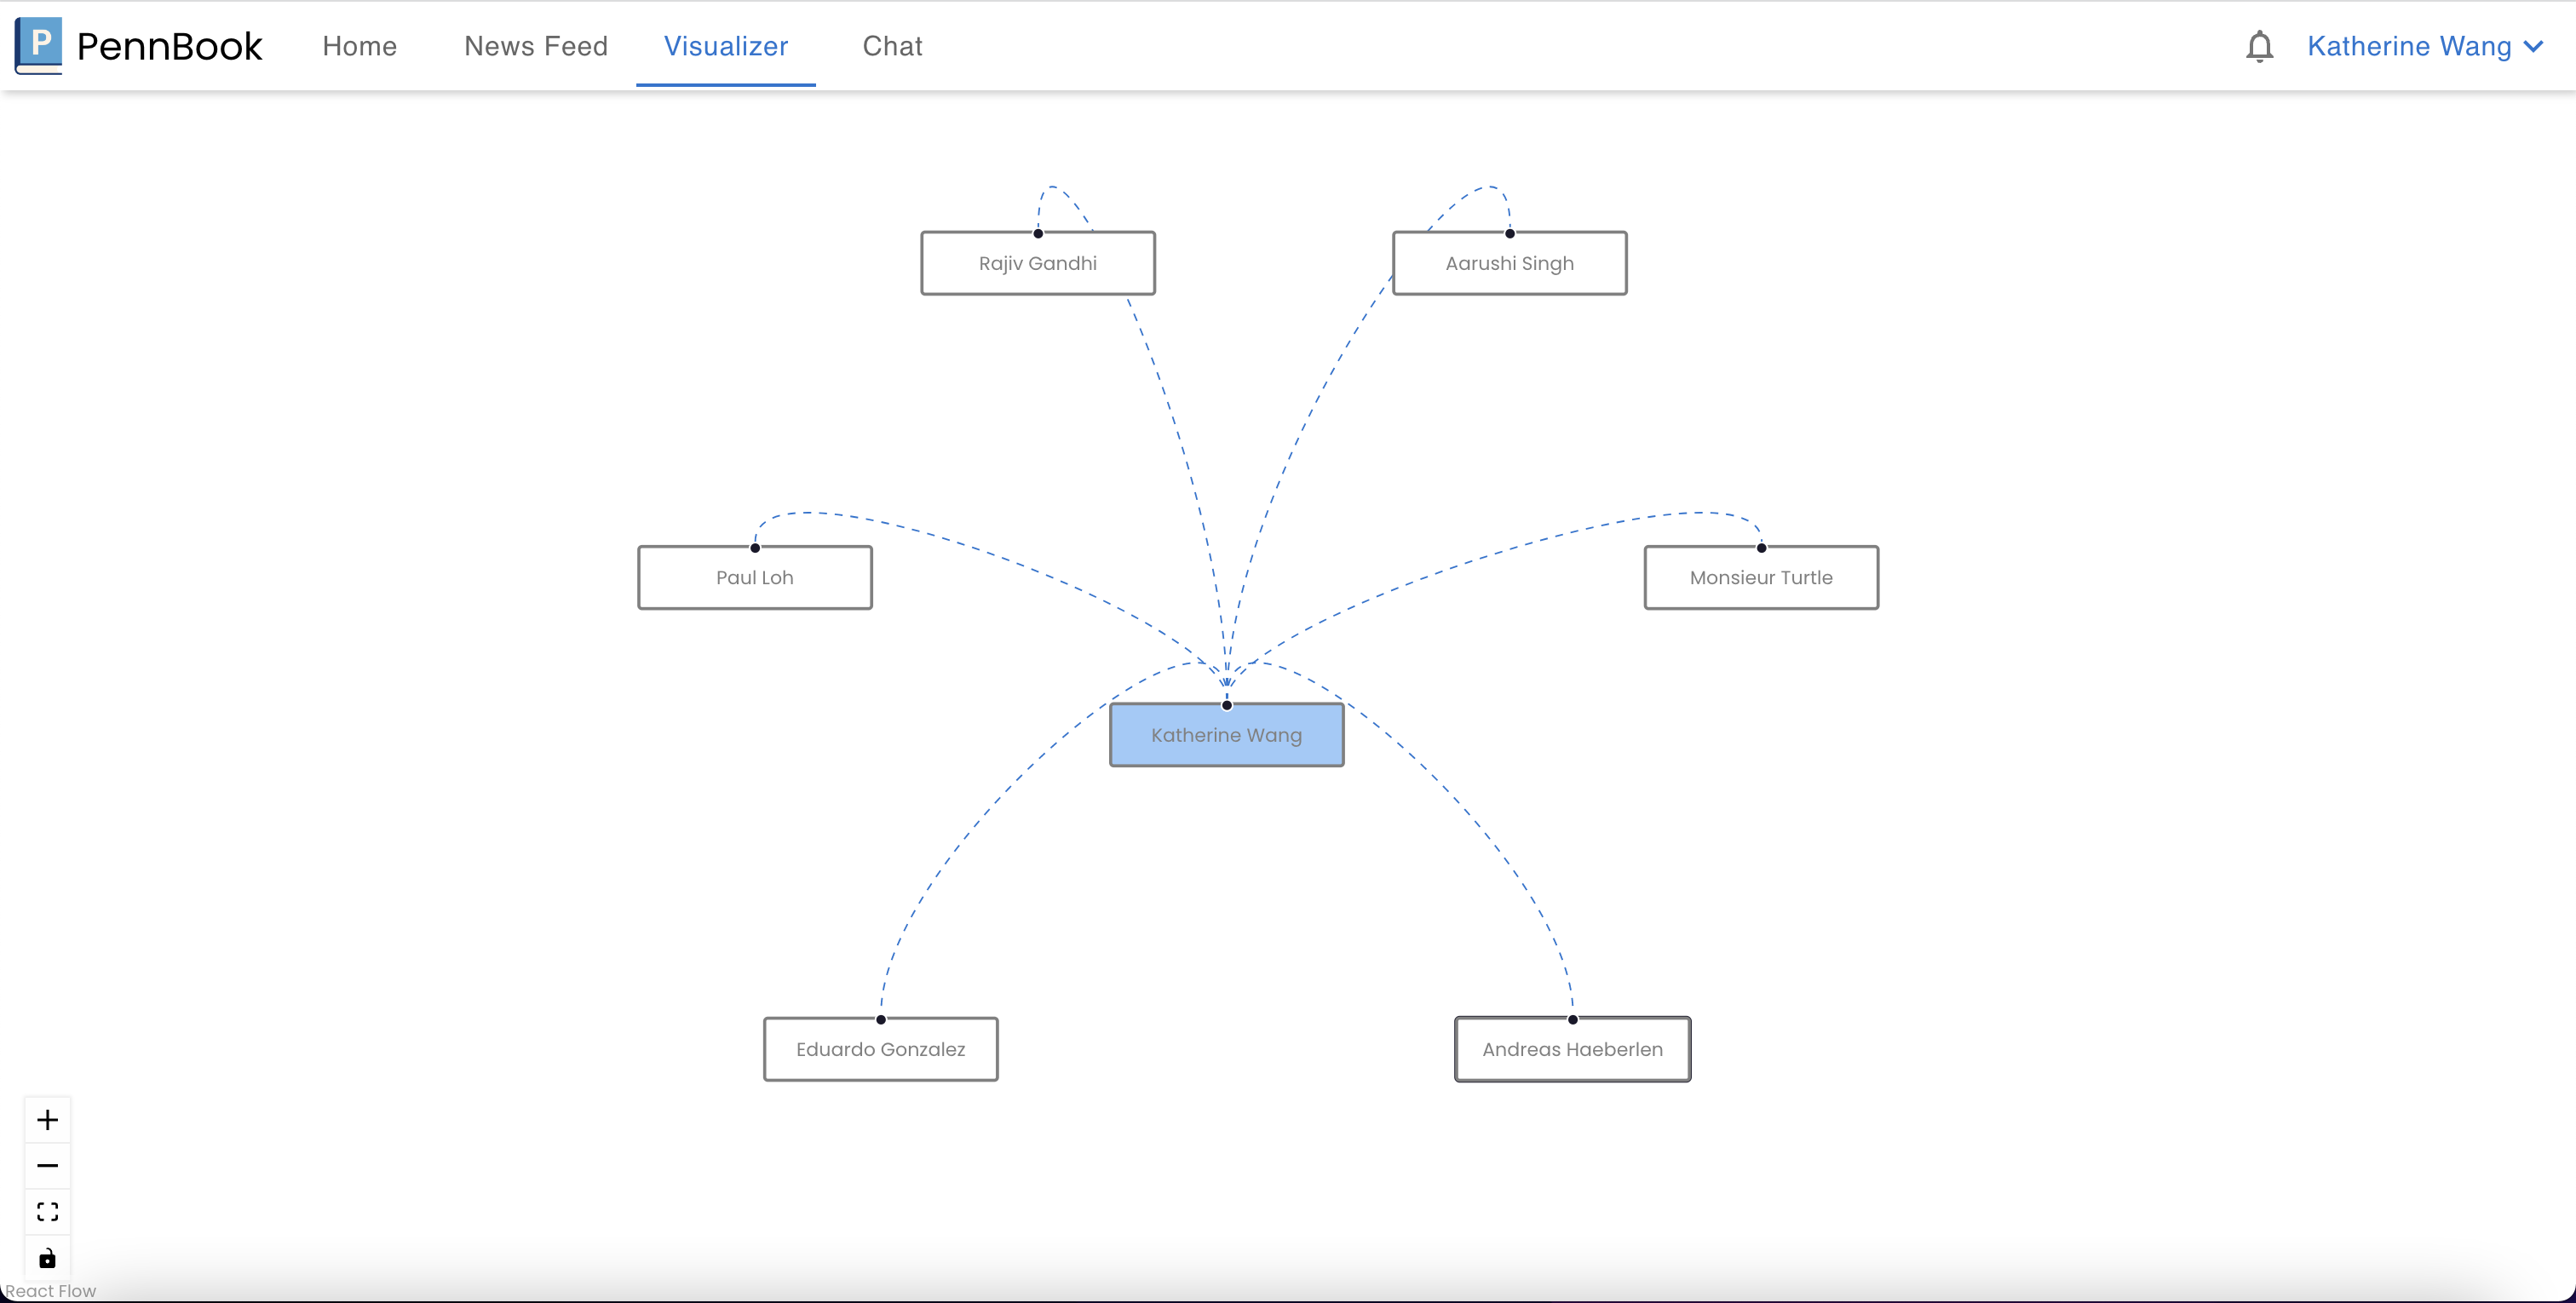 P PennBook Home News Feed Visualizer Chat Katherine Wang
Rajiv Gandhi Aarushi Singh
Paul Loh Monsieur Turtle
Katherine Wang
Eduardo Gonzalez Andreas Haeberlen
React Flow